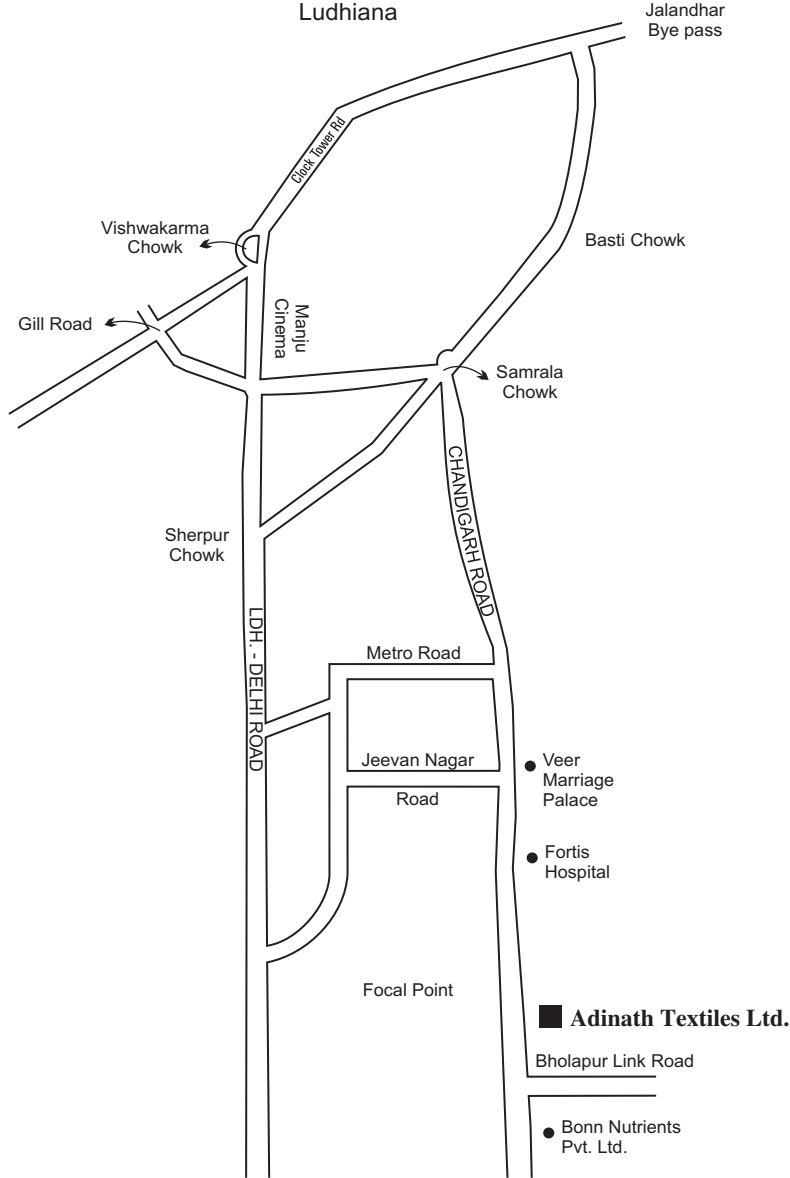 Ludhiana
Jalandhar
Bye pass
Clock Tower Rd
Vishwakarma
Chowk
Basti Chowk
Gill Road
Manju
Cinema
Samrala
Chowk
CHANDIGARH ROAD
Sherpur
Chowk
LDH. - DELHI ROAD
Metro Road
Jeevan Nagar
Road
Veer
Marriage
Palace
Fortis
Hospital
Focal Point
Adinath Textiles Ltd.
Bholapur Link Road
Bonn Nutrients
Pvt. Ltd.